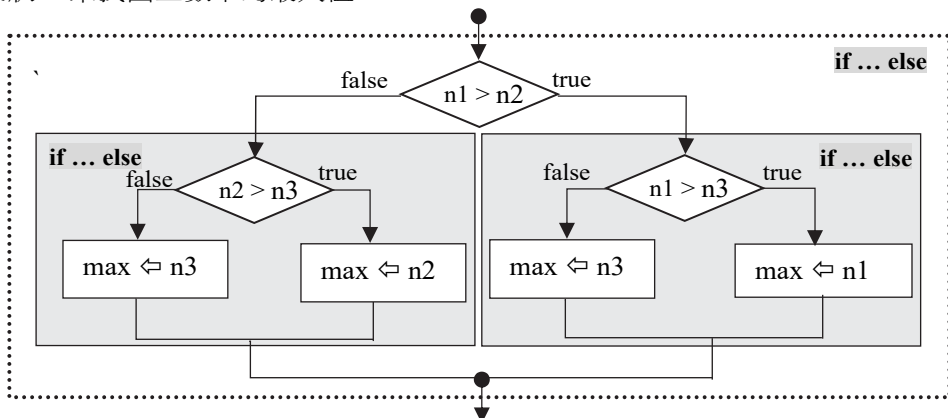 `
if … else
false
true
n1 > n2
if … else
false
n2 > n3
true
if … else
false
n1 > n3
true
max ⇦ n3
max ⇦ n2
max ⇦ n3
max ⇦ n1